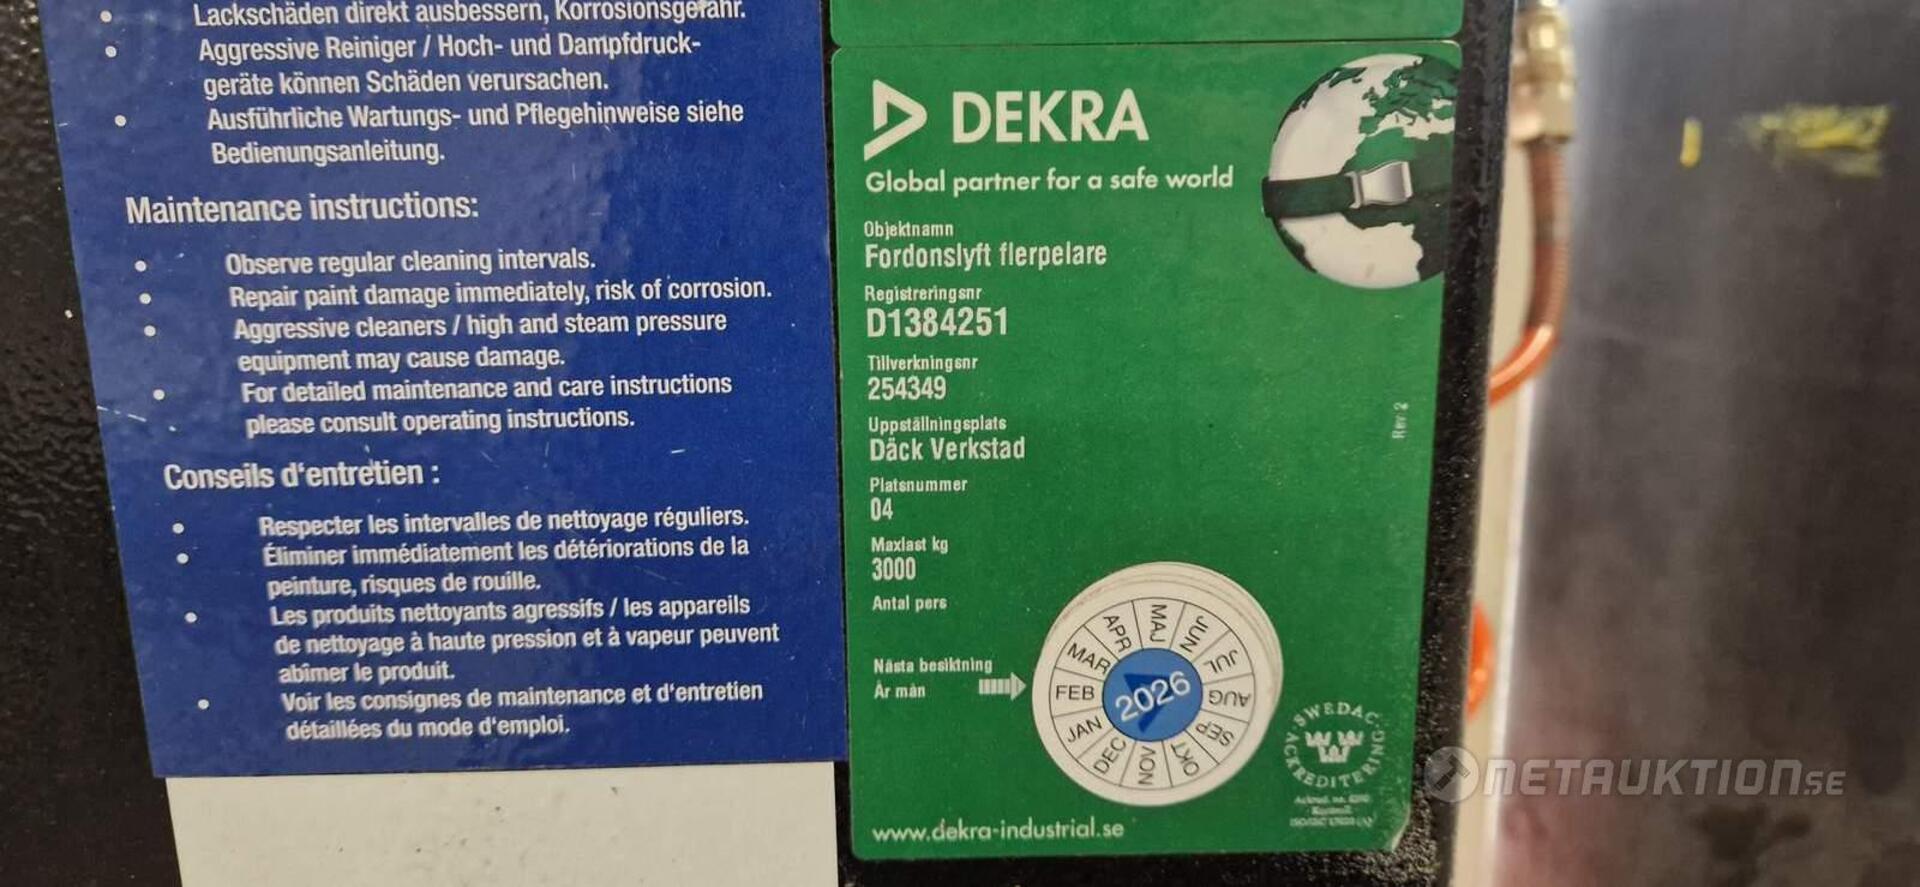 Lackschäden direkt ausbessern, Korrosionsgefahr.
Aggressive Reiniger / Hoch- und Dampfdruck-
geräte können Schäden verursachen.
Ausführliche Wartungs- und Pflegehinweise siehe
Bedienungsanleitung.
Maintenance instructions:
Observe regular cleaning intervals.
Repair paint damage immediately, risk of corrosion.
Aggressive cleaners / high and steam pressure
equipment may cause damage.
For detailed maintenance and care instructions
please consult operating instructions.
Conseils d'entretien :
Respecter les intervalles de nettoyage réguliers.
Éliminer immédiatement les détériorations de la
peinture, risques de rouille.
Les produits nettoyants agressifs / les appareils
de nettoyage à haute pression et à vapeur peuvent
abîmer le produit.
Voir les consignes de maintenance et d'entretien
détaillées du mode d'emploi.
DEKRA
Global partner for a safe world
Objektnamn
Fordonslyft flerpelare
Registreringsnr
D1384251
Tillverkningsnr
254349
Uppställningsplats
Däck Verkstad
Platsnummer
04
Maxlast kg
3000
Antal pers
Nästa besiktning
År mån
JAN
FEB
MAR
APR
MAJ
JUN
JUL
AUG
SEP
OKT
NOV
DEC
2026
Rev 2
SWEDAC
ACKREDITERING
www.dekra-industrial.se
NETAUKTION.SE